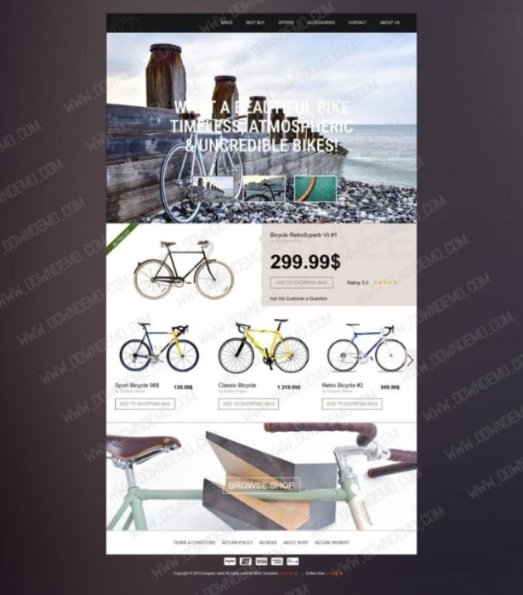 BIKES BEST BUY OFFERS ACCESSORIES CONTACT ABOUT US
WHAT A BEAUTIFUL BIKE
TIMELESS, ATMOSPHERIC
& UNCREDIBLE BIKES!
Bicycle RetroSyperb Vii #1
299.99$
ADD TO SHOPPING BAG
Rating: 5.0
Ask the Customer a Question
Sport Bicycle 989
139.99$
ADD TO SHOPPING BAG
Classic Bicycle
1 219.99$
ADD TO SHOPPING BAG
Retro Bicycle #2
899.99$
ADD TO SHOPPING BAG
BROWSE SHOP
TERMS & CONDITIONS RETURN POLICY REVIEWS ABOUT SHOP SECURE PAYMENT
PayPal
VISA
WWW.DOWNDEMO.COM